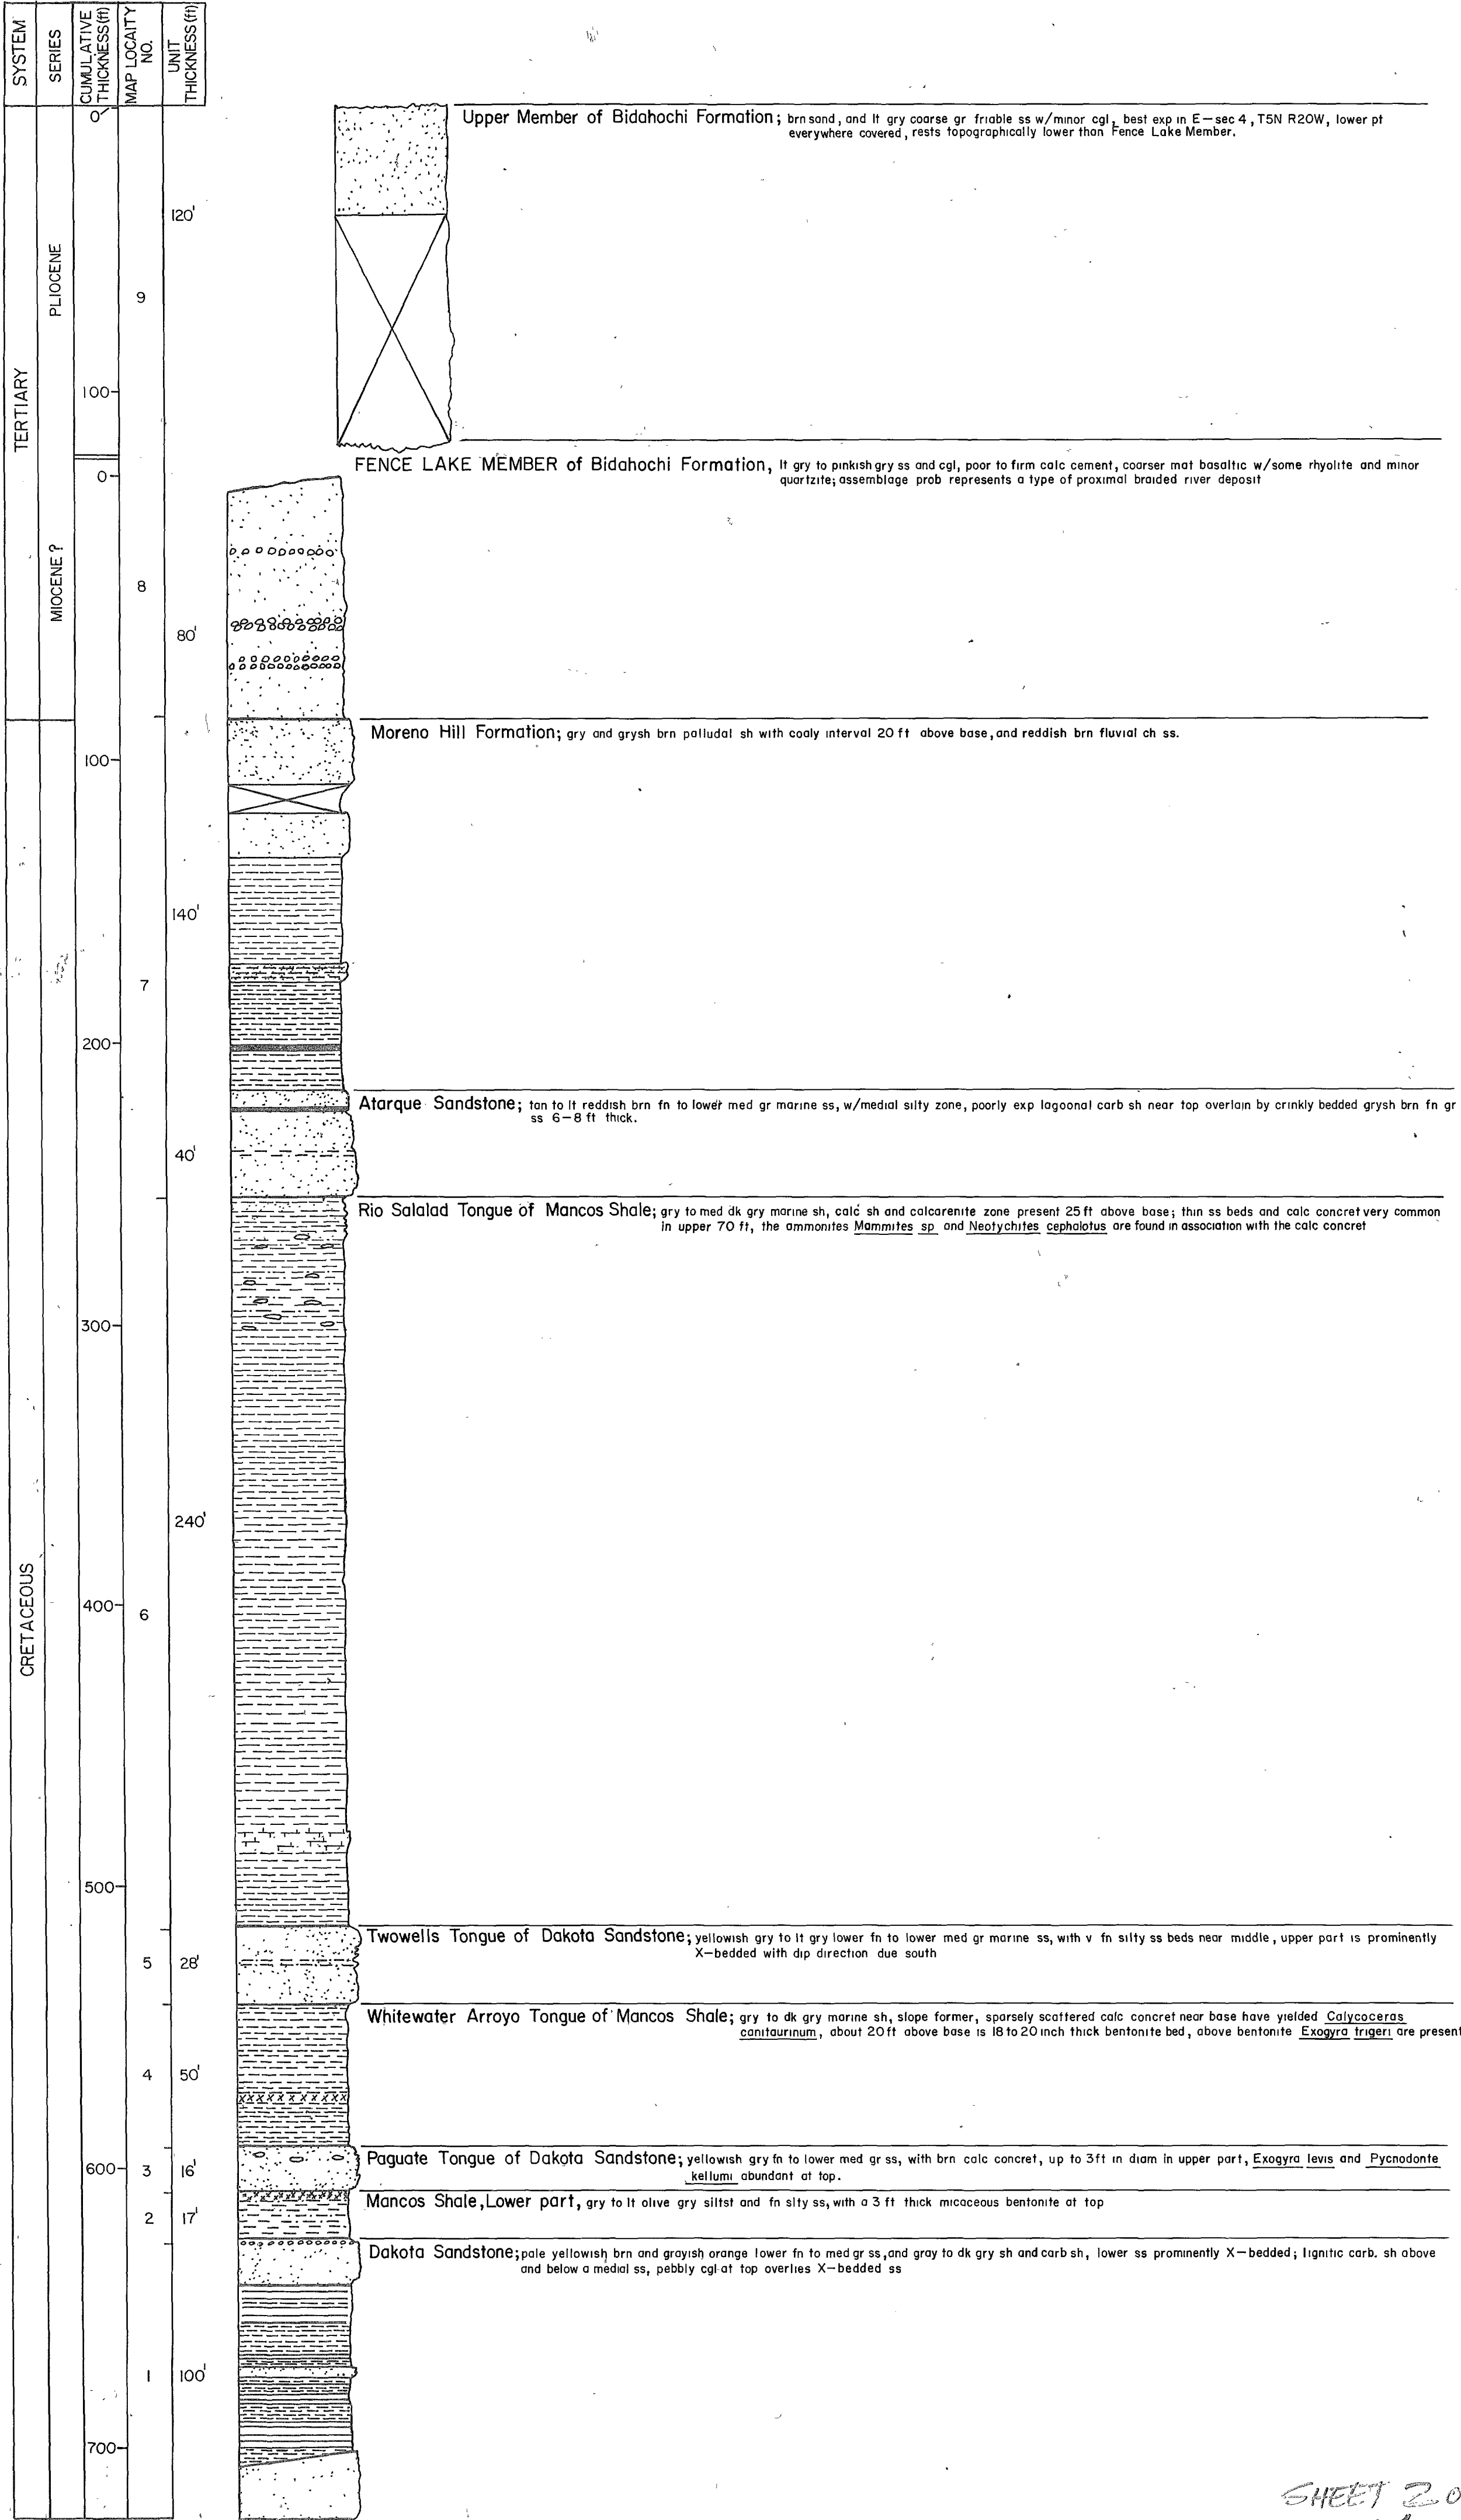 SYSTEM
SERIES
CUMULATIVE THICKNESS(ft)
MAP LOCAITY NO.
UNIT THICKNESS(ft)
TERTIARY
CRETACEOUS
PLIOCENE
MIOCENE ?
0
100
0
100
200
300
400
500
600
700
9
8
7
6
5
4
3
2
1
120'
80'
140'
40'
240'
28'
50'
16'
17'
100'
Upper Member of Bidahochi Formation; brn sand, and lt gry coarse gr friable ss w/minor cgl, best exp in E-sec 4, T5N R20W, lower pt
everywhere covered, rests topographically lower than Fence Lake Member.
FENCE LAKE MEMBER of Bidahochi Formation, lt gry to pinkish gry ss and cgl, poor to firm calc cement, coarser mat basaltic w/some rhyolite and minor
quartzite; assemblage prob represents a type of proximal braided river deposit
Moreno Hill Formation; gry and grysh brn palludal sh with coaly interval 20 ft above base, and reddish brn fluvial ch ss.
Atarque Sandstone; tan to lt reddish brn fn to lower med gr marine ss, w/medial silty zone, poorly exp lagoonal carb sh near top overlain by crinkly bedded grysh brn fn gr
ss 6-8 ft thick.
Rio Salalad Tongue of Mancos Shale; gry to med dk gry marine sh, calc sh and calcarenite zone present 25 ft above base; thin ss beds and calc concret very common
in upper 70 ft, the ammonites Mammites sp and Neotychites cephalotus are found in association with the calc concret
Twowells Tongue of Dakota Sandstone; yellowish gry to lt gry lower fn to lower med gr marine ss, with v fn silty ss beds near middle, upper part is prominently
X-bedded with dip direction due south
Whitewater Arroyo Tongue of Mancos Shale; gry to dk gry marine sh, slope former, sparsely scattered calc concret near base have yielded Calycoceras
canitaurinum, about 20 ft above base is 18 to 20 inch thick bentonite bed, above bentonite Exogyra trigeri are present
Paguate Tongue of Dakota Sandstone; yellowish gry fn to lower med gr ss, with brn calc concret, up to 3ft in diam in upper part, Exogyra levis and Pycnodonte
kellumi abundant at top.
Mancos Shale, Lower part, gry to lt olive gry siltst and fn slty ss, with a 3 ft thick micaceous bentonite at top
Dakota Sandstone; pale yellowish brn and grayish orange lower fn to med gr ss, and gray to dk gry sh and carb sh, lower ss prominently X-bedded; lignitic carb. sh above
and below a medial ss, pebbly cgl at top overlies X-bedded ss
SHEET 2 O